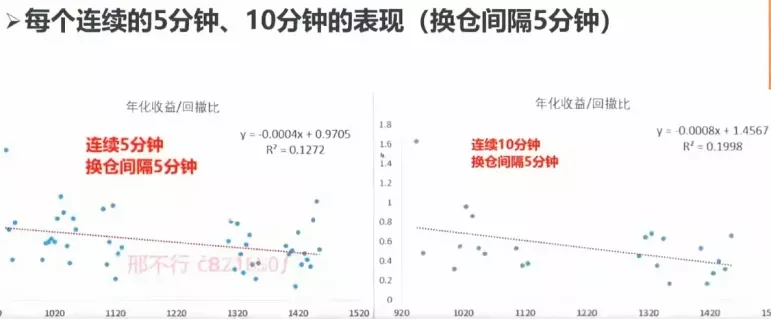 ➢每个连续的5分钟、10分钟的表现（换仓间隔5分钟）
年化收益/回撤比
y = -0.0004x + 0.9705
R² = 0.1272
连续5分钟
换仓间隔5分钟
1020
1120
1220
1320
1420
1520
年化收益/回撤比
y = -0.0008x + 1.4567
R² = 0.1998
连续10分钟
换仓间隔5分钟
1.8
1.6
1.4
1.2
1
0.8
0.6
0.4
0.2
0
920
1020
1120
1220
1320
1420